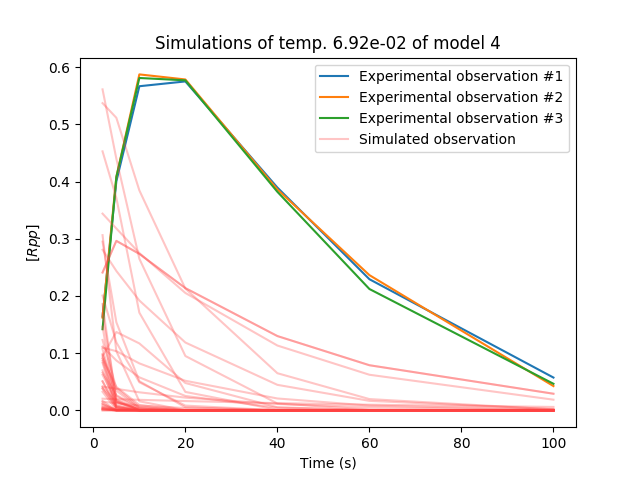 Simulations of temp. 6.92e-02 of model 4
Experimental observation #1
Experimental observation #2
Experimental observation #3
Simulated observation
[Rpp]
0.6
0.5
0.4
0.3
0.2
0.1
0.0
0 20 40 60 80 100
Time (s)